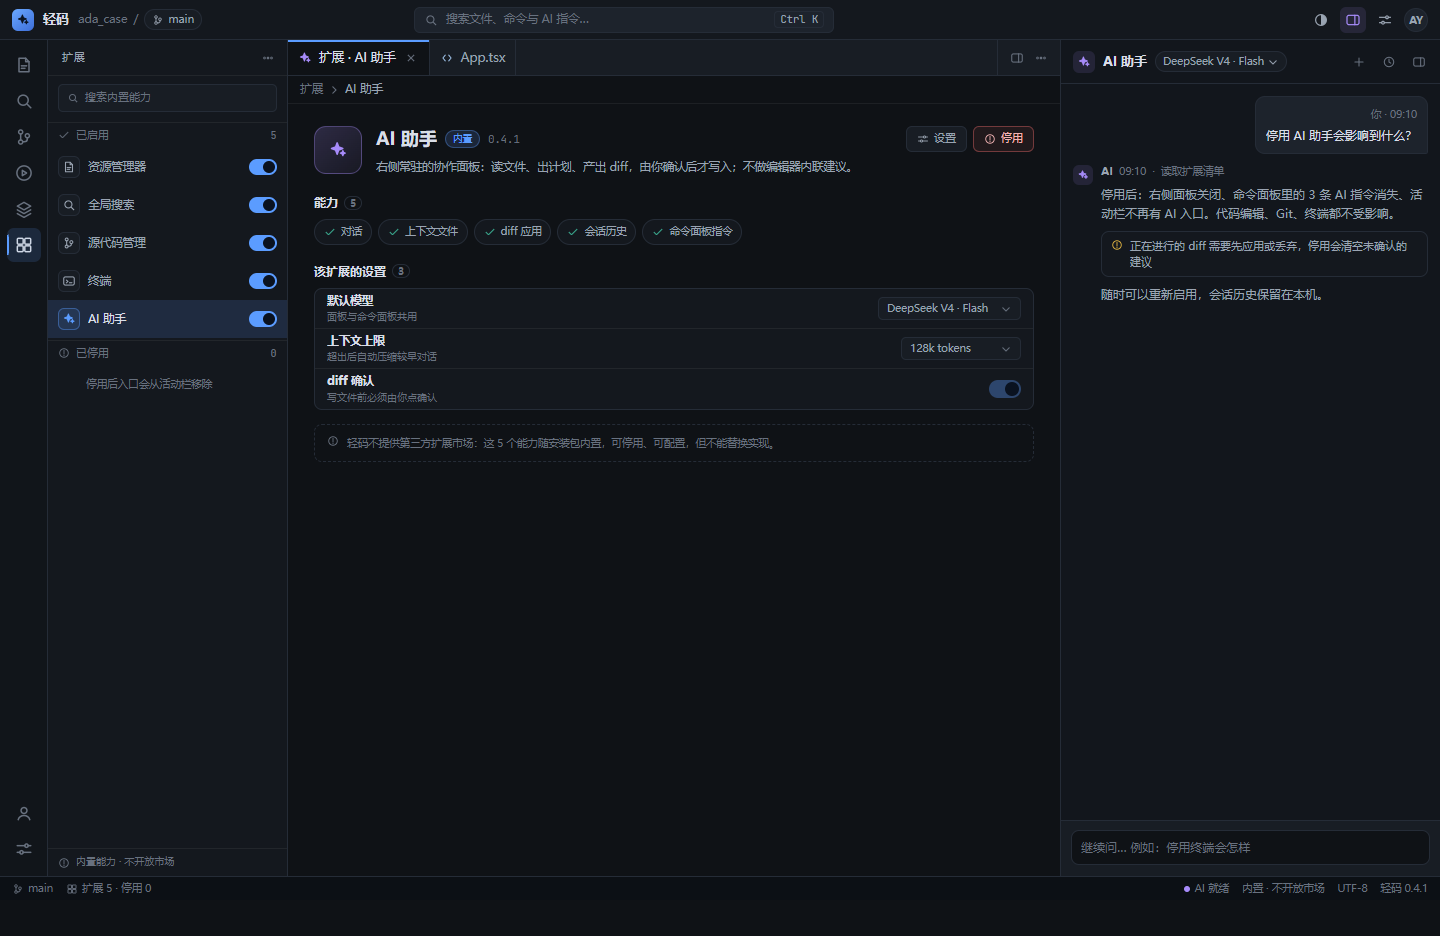 轻码 ada_case / main
搜索文件、命令与 AI 指令... Ctrl K
AY
扩展
搜索内置能力
已启用 5
资源管理器
全局搜索
源代码管理
终端
AI 助手
已停用 0
停用后入口会从活动栏移除
内置能力 · 不开放市场
扩展 · AI 助手
App.tsx
扩展 > AI 助手
AI 助手 内置 0.4.1
设置
停用
右侧常驻的协作面板：读文件、出计划、产出 diff，由你确认后才写入；不做编辑器内联建议。
能力 5
对话
上下文文件
diff 应用
会话历史
命令面板指令
该扩展的设置 3
默认模型
面板与命令面板共用
DeepSeek V4 · Flash
上下文上限
超出后自动压缩较早对话
128k tokens
diff 确认
写文件前必须由你点确认
轻码不提供第三方扩展市场：这 5 个能力随安装包内置，可停用、可配置，但不能替换实现。
AI 助手
DeepSeek V4 · Flash
你 · 09:10
停用 AI 助手会影响到什么？
AI 09:10 · 读取扩展清单
停用后：右侧面板关闭、命令面板里的 3 条 AI 指令消失、活
动栏不再有 AI 入口。代码编辑、Git、终端都不受影响。
正在进行的 diff 需要先应用或丢弃，停用会清空未确认的
建议
随时可以重新启用，会话历史保留在本机。
继续问... 例如：停用终端会怎样
main
扩展 5 · 停用 0
AI 就绪
内置 · 不开放市场
UTF-8
轻码 0.4.1